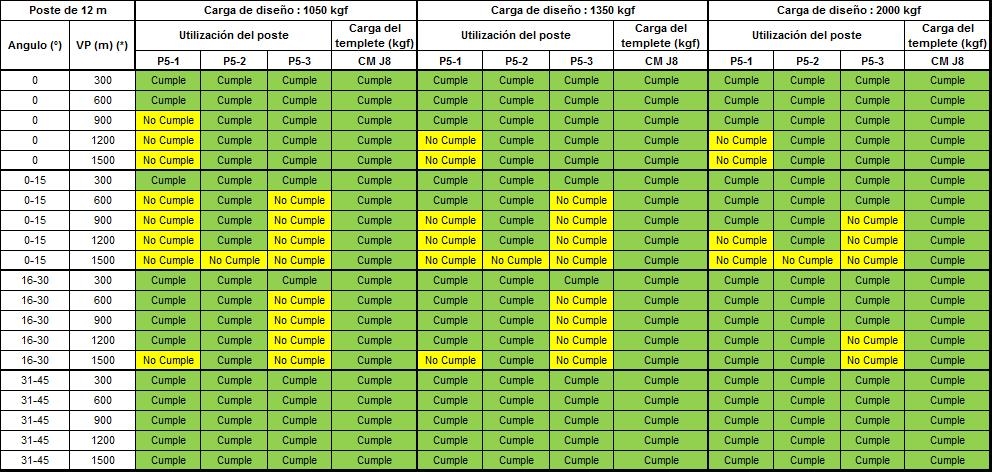 Poste de 12 m Carga de diseño : 1050 kgf Carga de diseño : 1350 kgf Carga de diseño : 2000 kgf
Angulo (°) VP (m) (*) Utilización del poste Carga del templete (kgf) Utilización del poste Carga del templete (kgf) Utilización del poste Carga del templete (kgf)
P5-1 P5-2 P5-3 CM J8 P5-1 P5-2 P5-3 CM J8 P5-1 P5-2 P5-3 CM J8
0 300 Cumple Cumple Cumple Cumple Cumple Cumple Cumple Cumple Cumple Cumple Cumple Cumple
0 600 Cumple Cumple Cumple Cumple Cumple Cumple Cumple Cumple Cumple Cumple Cumple Cumple
0 900 No Cumple Cumple Cumple Cumple Cumple Cumple Cumple Cumple Cumple Cumple Cumple Cumple
0 1200 No Cumple Cumple Cumple Cumple No Cumple Cumple Cumple Cumple No Cumple Cumple Cumple Cumple
0 1500 No Cumple Cumple Cumple Cumple No Cumple Cumple Cumple Cumple No Cumple Cumple Cumple Cumple
0-15 300 Cumple Cumple Cumple Cumple Cumple Cumple Cumple Cumple Cumple Cumple Cumple Cumple
0-15 600 No Cumple Cumple No Cumple Cumple Cumple Cumple No Cumple Cumple Cumple Cumple Cumple Cumple
0-15 900 No Cumple Cumple No Cumple Cumple No Cumple Cumple No Cumple Cumple Cumple Cumple No Cumple Cumple
0-15 1200 No Cumple Cumple No Cumple Cumple No Cumple Cumple No Cumple Cumple No Cumple Cumple No Cumple Cumple
0-15 1500 No Cumple No Cumple No Cumple Cumple No Cumple No Cumple No Cumple Cumple No Cumple No Cumple No Cumple Cumple
16-30 300 Cumple Cumple Cumple Cumple Cumple Cumple Cumple Cumple Cumple Cumple Cumple Cumple
16-30 600 Cumple Cumple No Cumple Cumple Cumple Cumple No Cumple Cumple Cumple Cumple Cumple Cumple
16-30 900 Cumple Cumple No Cumple Cumple Cumple Cumple No Cumple Cumple Cumple Cumple Cumple Cumple
16-30 1200 Cumple Cumple No Cumple Cumple Cumple Cumple No Cumple Cumple Cumple Cumple No Cumple Cumple
16-30 1500 No Cumple Cumple No Cumple Cumple No Cumple Cumple No Cumple Cumple Cumple Cumple No Cumple Cumple
31-45 300 Cumple Cumple Cumple Cumple Cumple Cumple Cumple Cumple Cumple Cumple Cumple Cumple
31-45 600 Cumple Cumple Cumple Cumple Cumple Cumple Cumple Cumple Cumple Cumple Cumple Cumple
31-45 900 Cumple Cumple Cumple Cumple Cumple Cumple Cumple Cumple Cumple Cumple Cumple Cumple
31-45 1200 Cumple Cumple Cumple Cumple Cumple Cumple Cumple Cumple Cumple Cumple Cumple Cumple
31-45 1500 Cumple Cumple Cumple Cumple Cumple Cumple Cumple Cumple Cumple Cumple Cumple Cumple